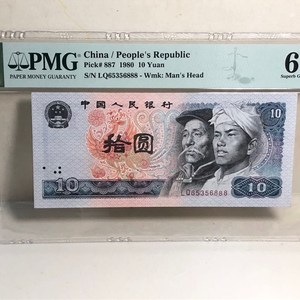 PMG
PAPER MONEY GUARANTY
China / People's Republic
Pick# 887 1980 10 Yuan
S/N LQ65356888 - Wmk: Man's Head
6
Superb G
中国人民银行
10
拾圆
10
LQ65356888
10